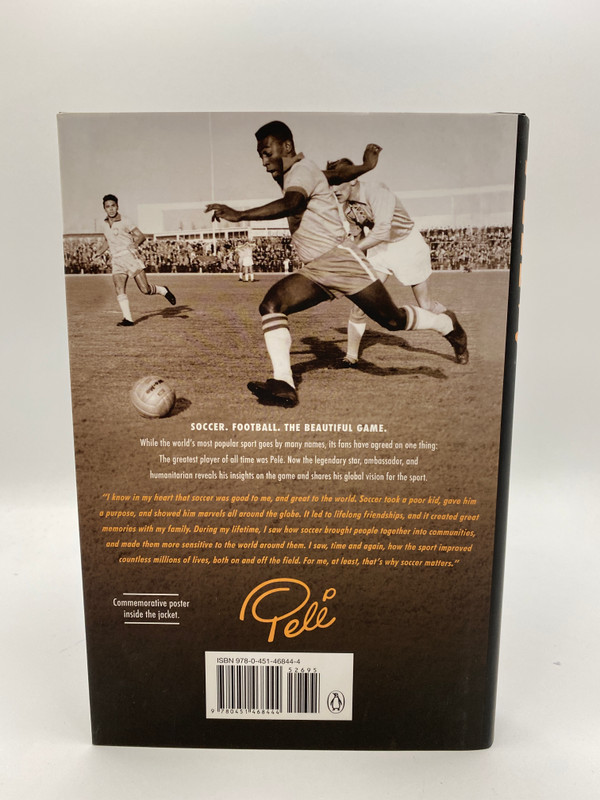 SOCCER. FOOTBALL. THE BEAUTIFUL GAME.
While the world's most popular sport goes by many names, its fans have agreed on one thing:
The greatest player of all time was Pelé. Now the legendary star, ambassador, and
humanitarian reveals his insights on the game and shares his global vision for the sport.
"I know in my heart that soccer was good to me, and great to the world. Soccer took a poor kid, gave him
a purpose, and showed him marvels all around the globe. It led to lifelong friendships, and it created great
memories with my family. During my lifetime, I saw how soccer brought people together into communities,
and made them more sensitive to the world around them. I saw, time and again, how the sport improved
countless millions of lives, both on and off the field. For me, at least, that's why soccer matters."
Pelé
Commemorative poster
inside the jacket.
ISBN 978-0-451-46844-4
52695
9 780451 468444